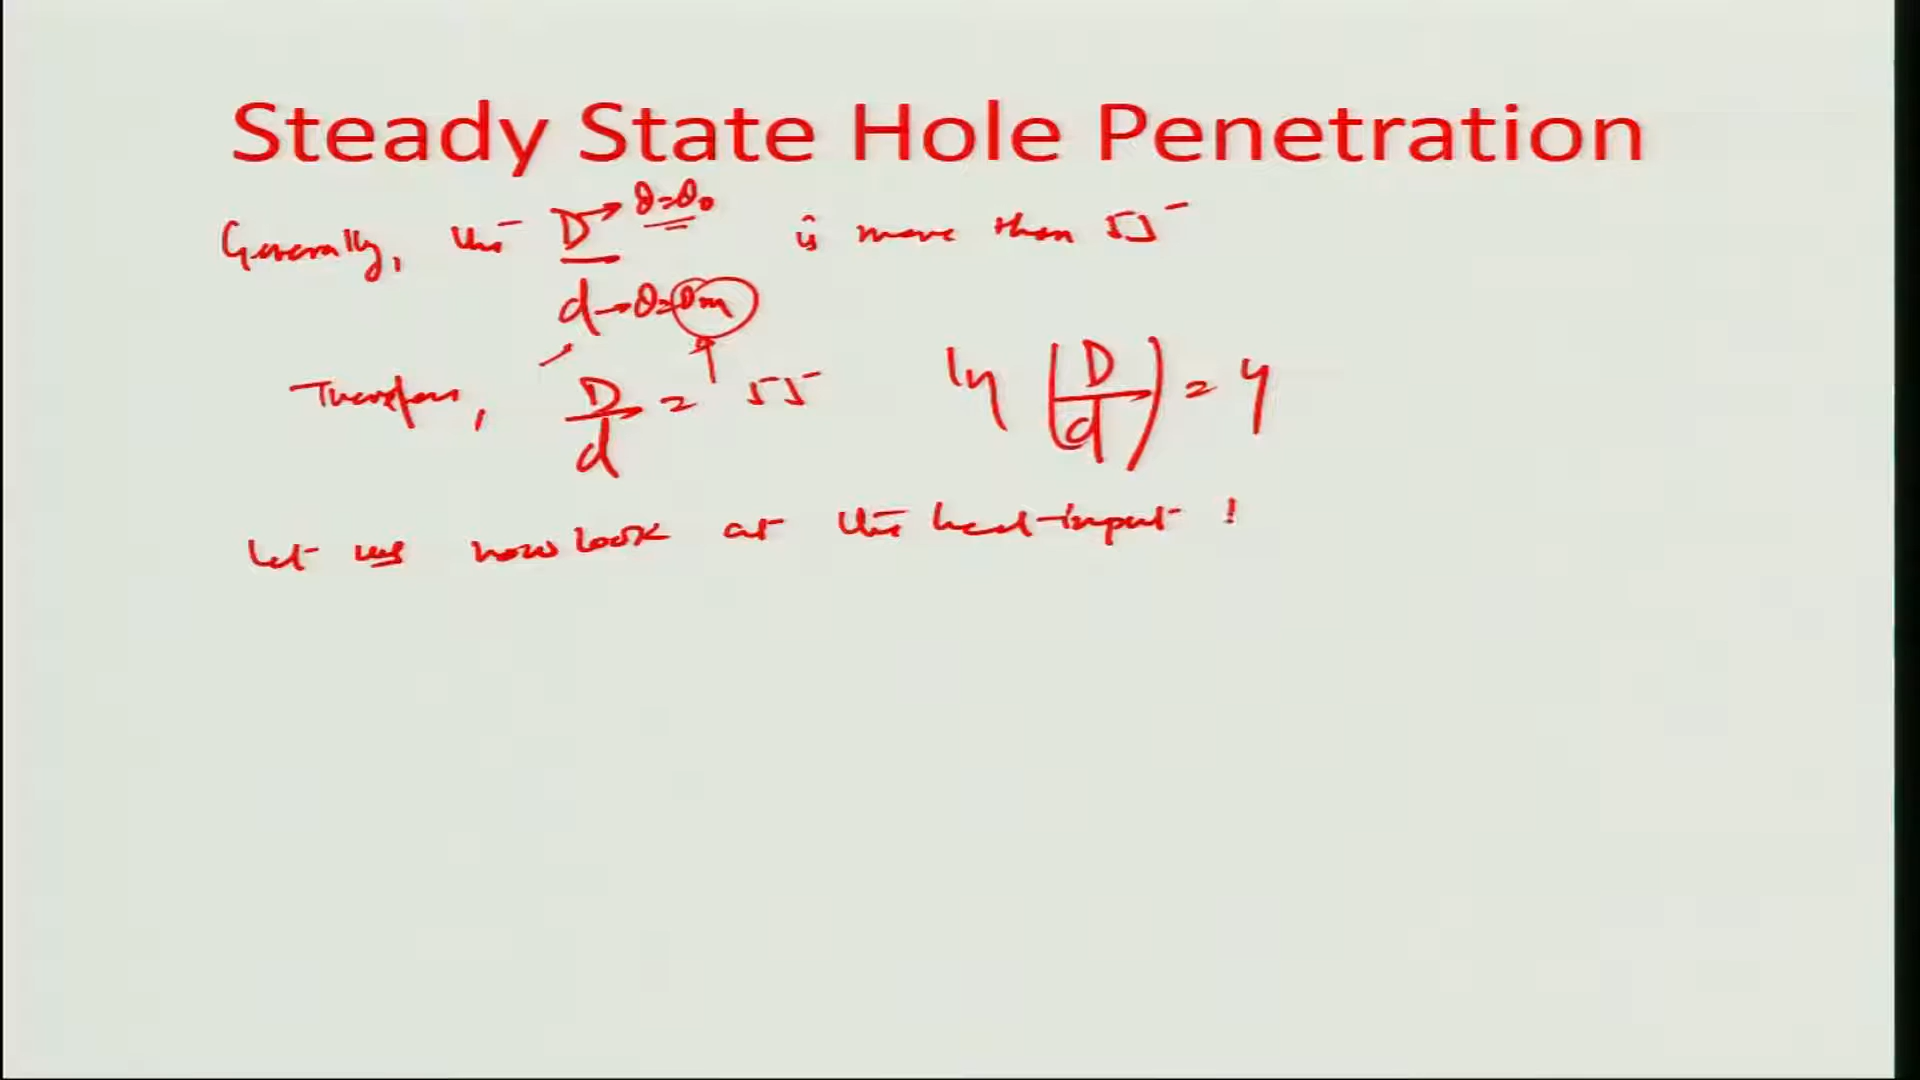 Steady State Hole Penetration
Generally, the D/d is more than 55
D → θ=θ₀
d → θ=θm
Therefore, D/d = 55 ln (D/d) = 4
Let us now look at the heat input !